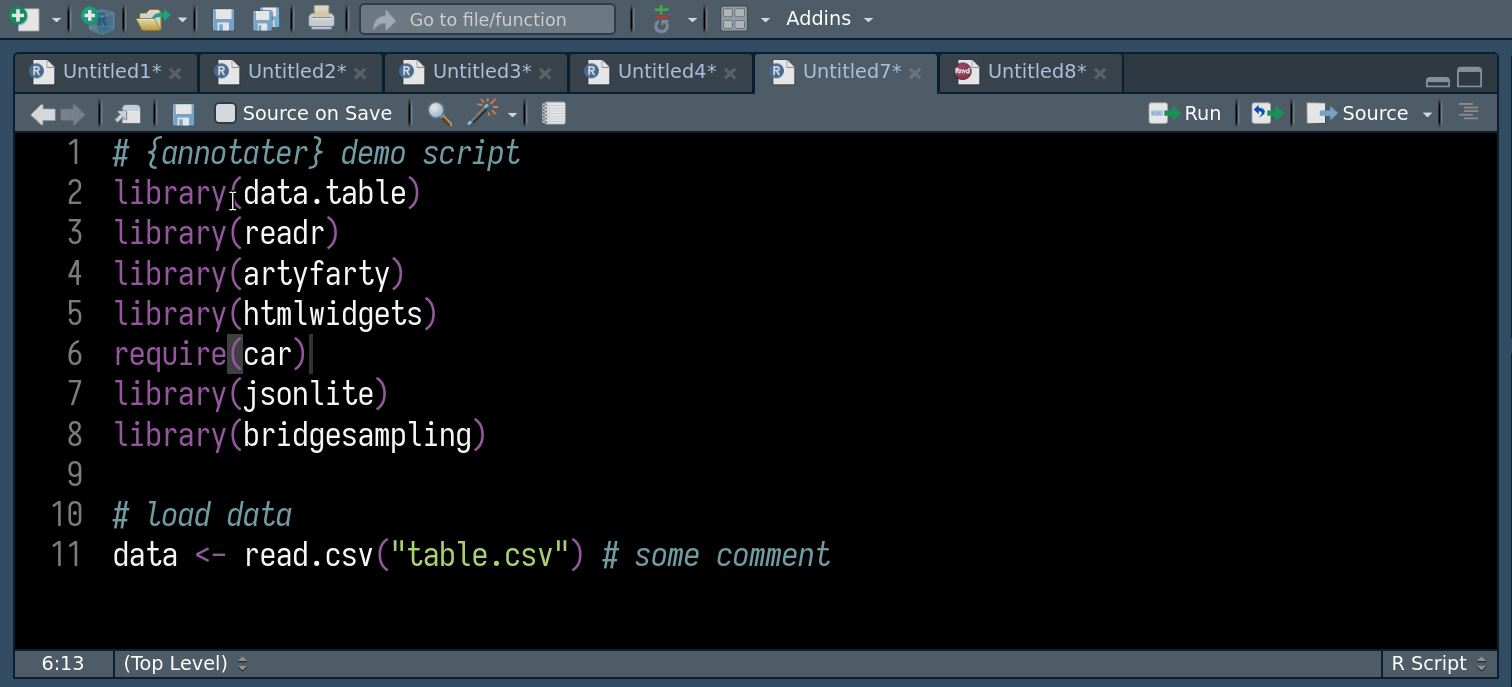 Go to file/function Addins
Untitled1* Untitled2* Untitled3* Untitled4* Untitled7* Untitled8*
Source on Save Run Source
1 # {annotater} demo script
2 library(data.table)
3 library(readr)
4 library(artyfarty)
5 library(htmlwidgets)
6 require(car)
7 library(jsonlite)
8 library(bridgesampling)
9
10 # load data
11 data <- read.csv("table.csv") # some comment
6:13 (Top Level) R Script